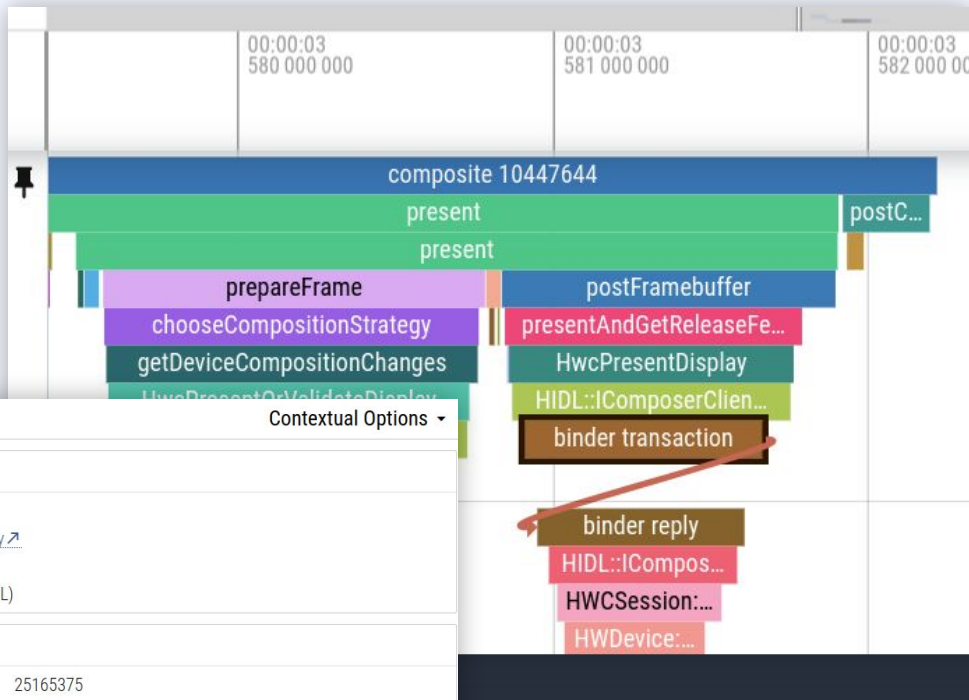 00:00:03
580 000 000
00:00:03
581 000 000
00:00:03
582 000 00
composite 10447644
present
postC...
present
prepareFrame
postFramebuffer
chooseCompositionStrategy
presentAndGetReleaseFe...
getDeviceCompositionChanges
HwcPresentDisplay
HwcPresentOrValidateDisplay
HIDL::IComposerClien...
Contextual Options
binder transaction
binder reply
HIDL::ICompos...
L)
HWCSession:...
HWDevice:...
25165375